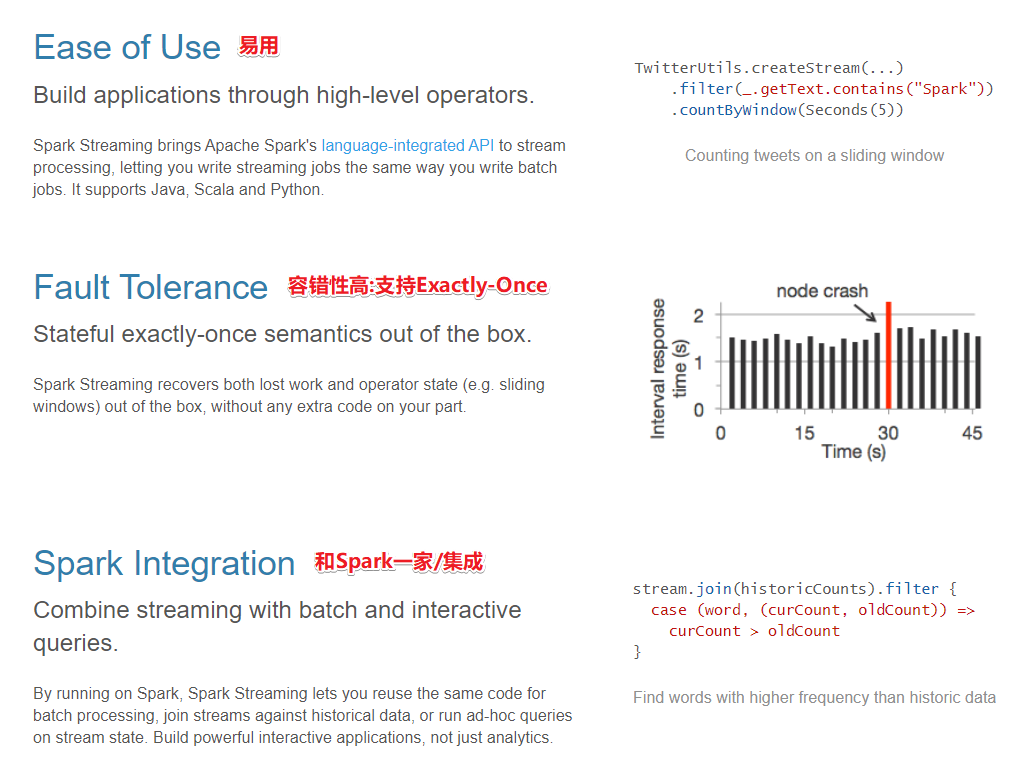 Ease of Use 易用
Build applications through high-level operators.
Spark Streaming brings Apache Spark's language-integrated API to stream
processing, letting you write streaming jobs the same way you write batch
jobs. It supports Java, Scala and Python.
TwitterUtils.createStream(...)
.filter(_.getText.contains("Spark"))
.countByWindow(Seconds(5))
Counting tweets on a sliding window
Fault Tolerance 容错性高:支持Exactly-Once
Stateful exactly-once semantics out of the box.
Spark Streaming recovers both lost work and operator state (e.g. sliding
windows) out of the box, without any extra code on your part.
node crash
Interval response
time (s)
2
1
0
0 15 30 45
Time (s)
Spark Integration 和Spark一家/集成
Combine streaming with batch and interactive
queries.
By running on Spark, Spark Streaming lets you reuse the same code for
batch processing, join streams against historical data, or run ad-hoc queries
on stream state. Build powerful interactive applications, not just analytics.
stream.join(historicCounts).filter {
case (word, (curCount, oldCount)) =>
curCount > oldCount
}
Find words with higher frequency than historic data